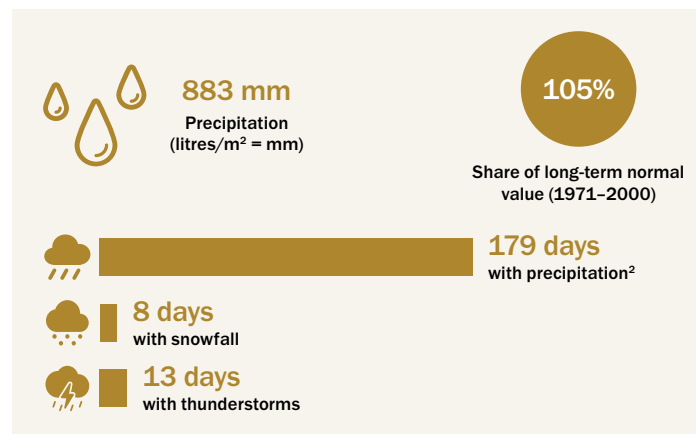 883 mm
Precipitation
(litres/m² = mm)
105%
Share of long-term normal
value (1971–2000)
179 days
with precipitation²
8 days
with snowfall
13 days
with thunderstorms